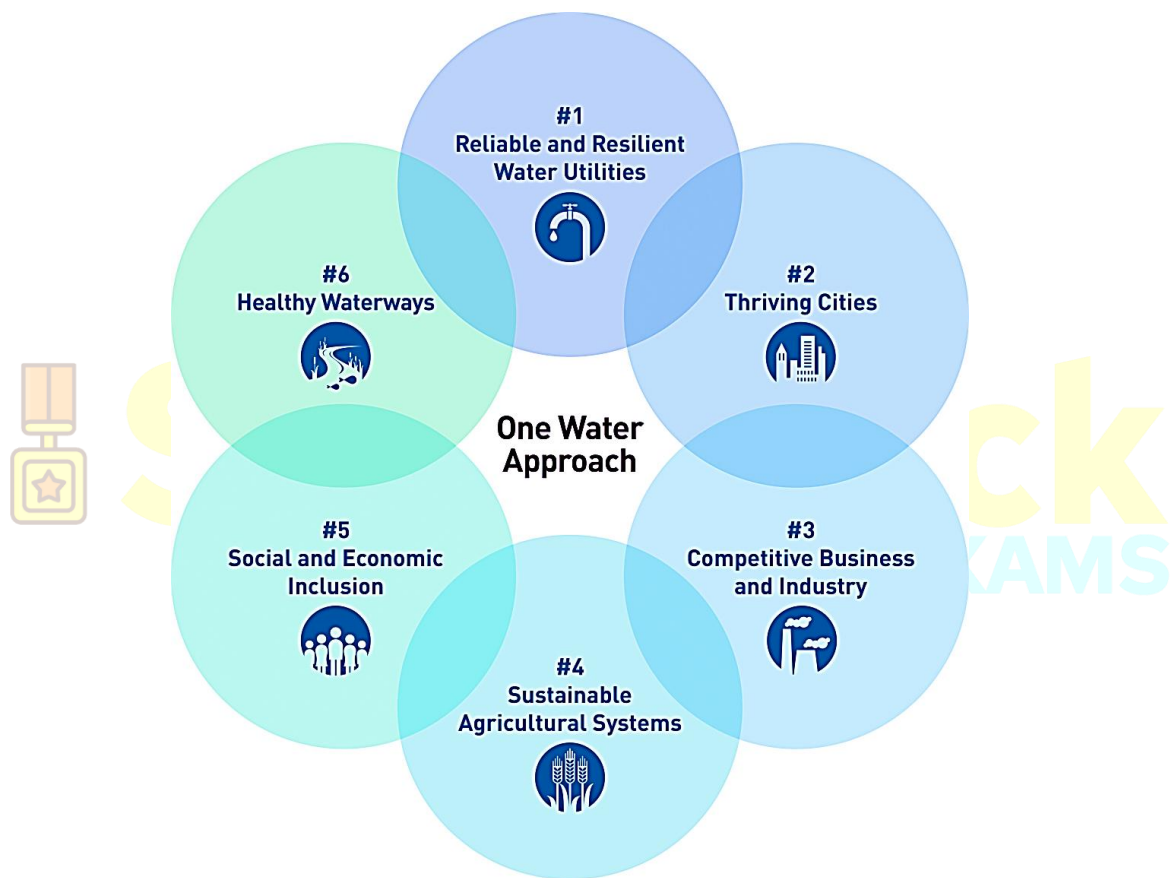 #1
Reliable and Resilient
Water Utilities
#6
Healthy Waterways
#2
Thriving Cities
One Water
Approach
#5
Social and Economic
Inclusion
#3
Competitive Business
and Industry
#4
Sustainable
Agricultural Systems